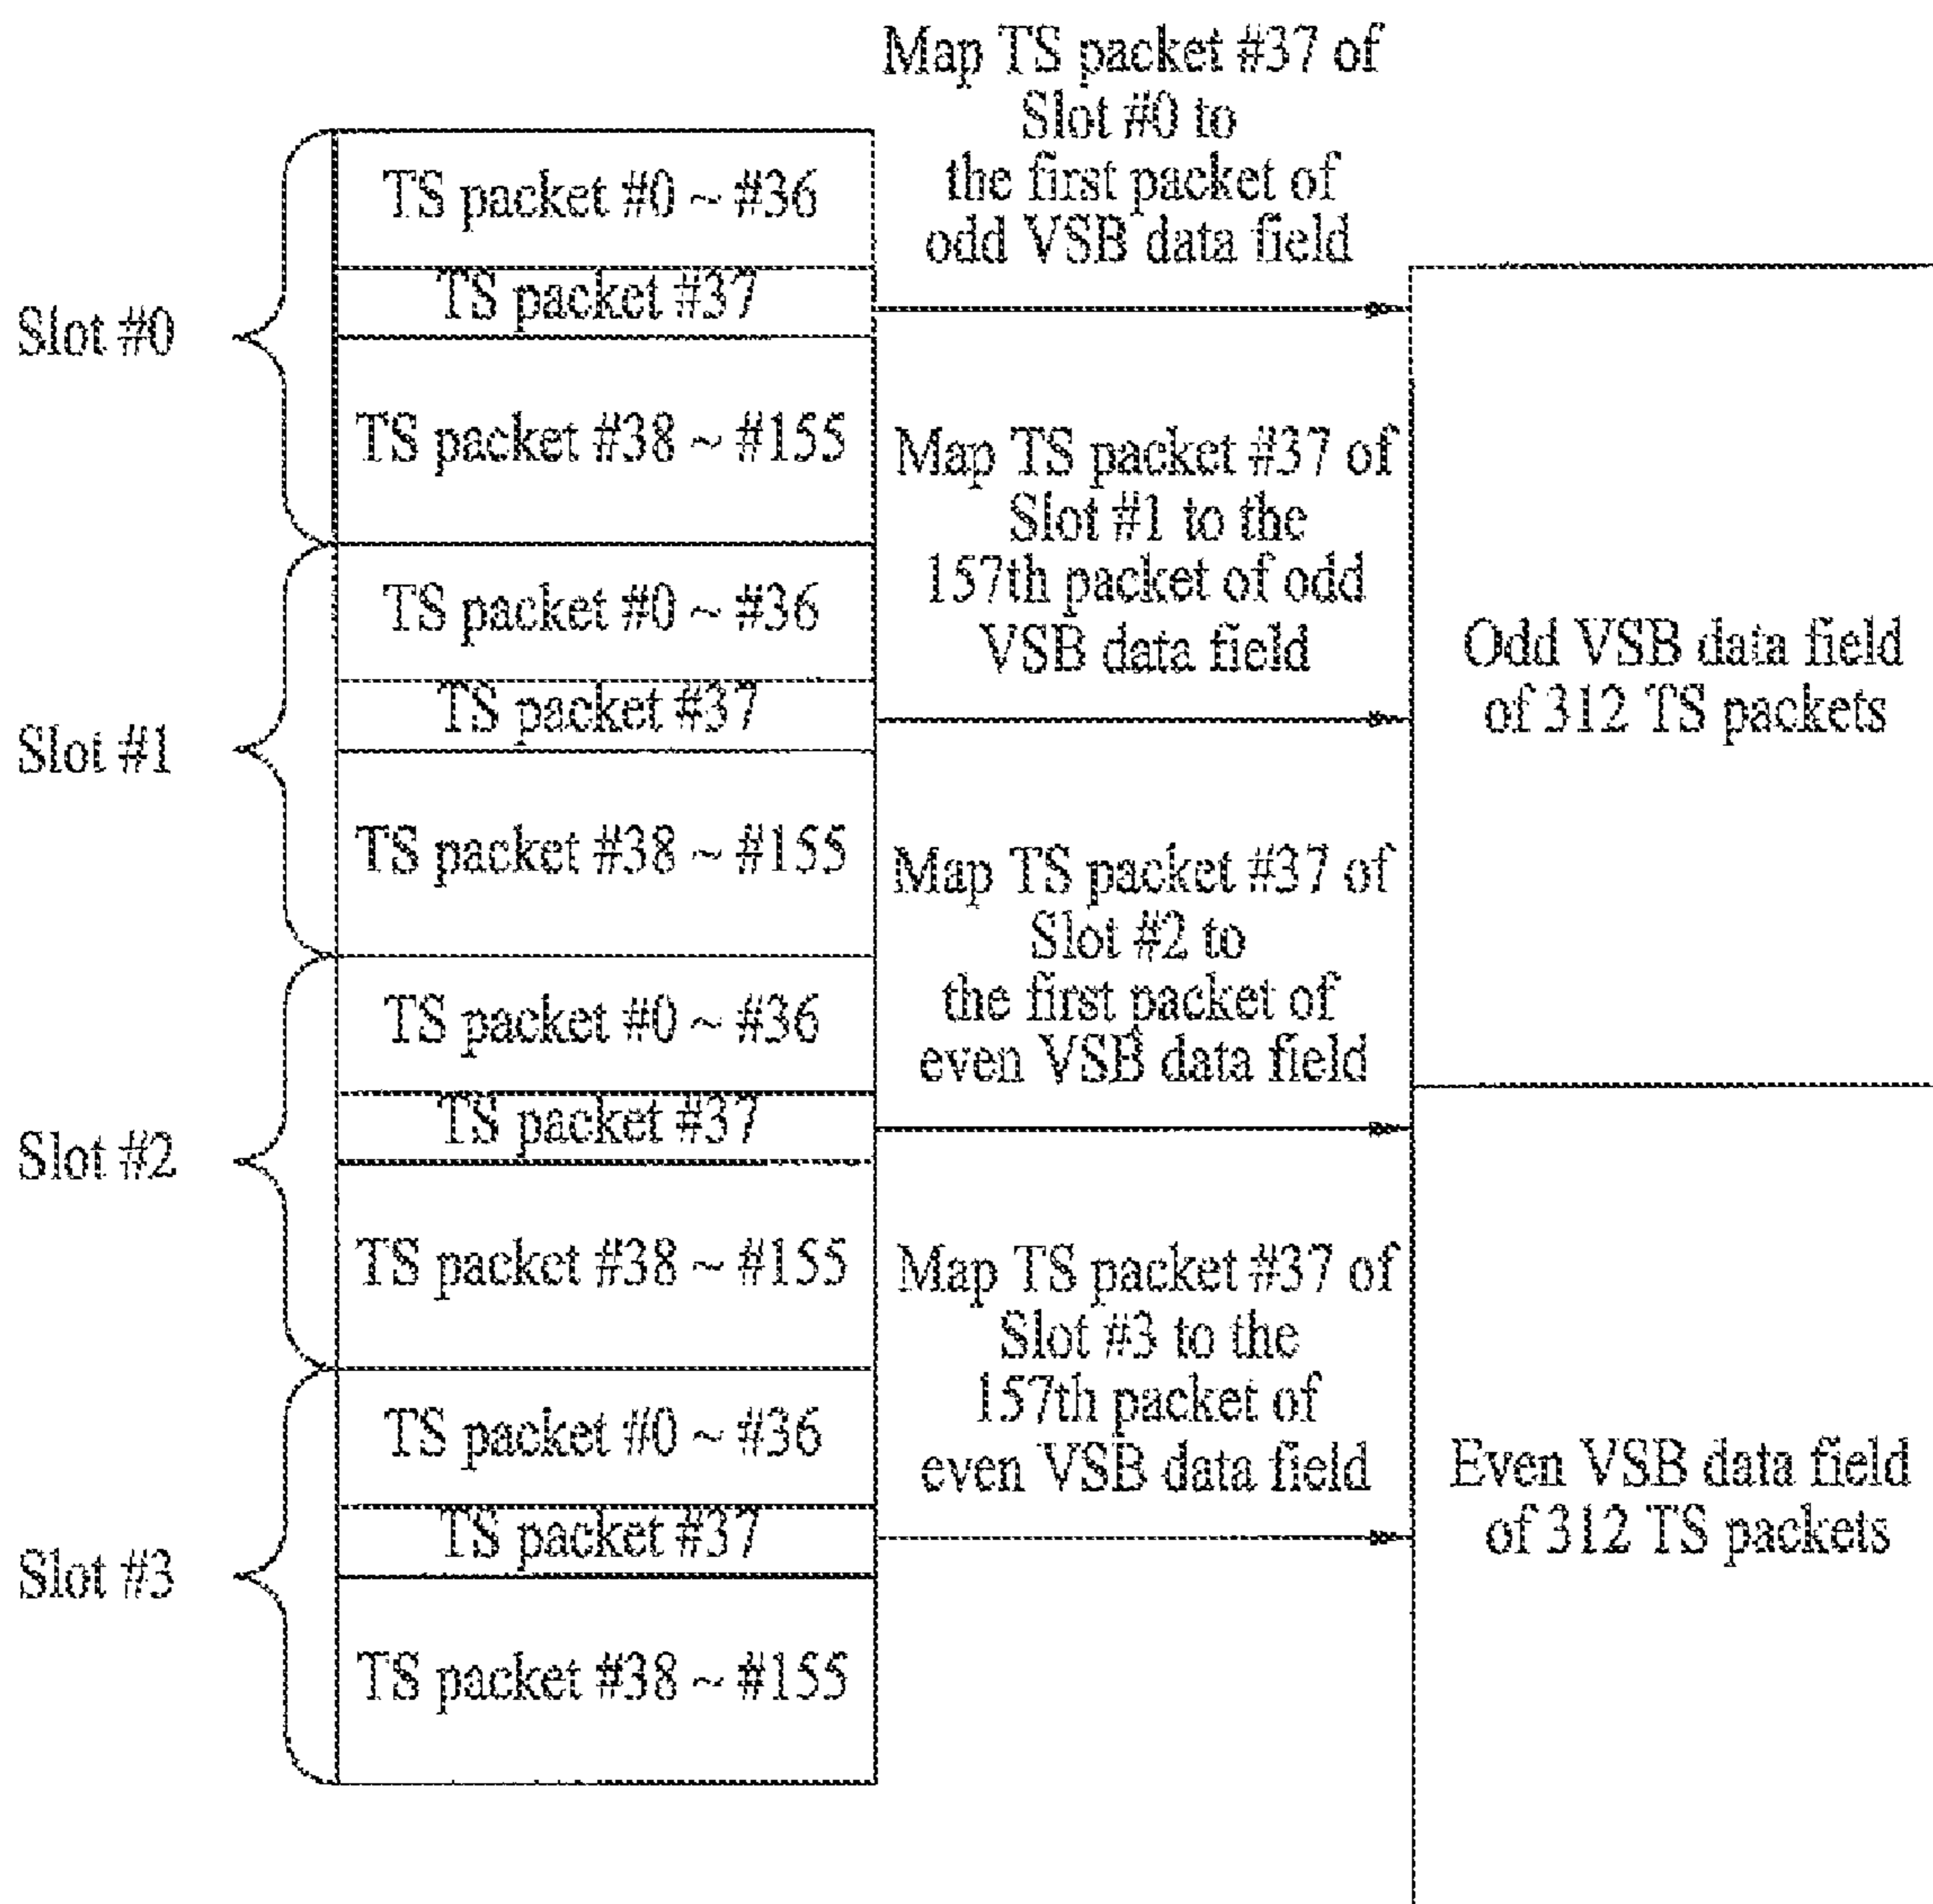 Map TS packet #37 of
Slot #0 to
the first packet of
odd VSB data field
Slot #0
TS packet #0 ~ #36
TS packet #37
TS packet #38 ~ #155
Map TS packet #37 of
Slot #1 to the
157th packet of odd
VSB data field
Slot #1
TS packet #0 ~ #36
TS packet #37
TS packet #38 ~ #155
Odd VSB data field
of 312 TS packets
Map TS packet #37 of
Slot #2 to
the first packet of
even VSB data field
Slot #2
TS packet #0 ~ #36
TS packet #37
TS packet #38 ~ #155
Map TS packet #37 of
Slot #3 to the
157th packet of
even VSB data field
Slot #3
TS packet #0 ~ #36
TS packet #37
TS packet #38 ~ #155
Even VSB data field
of 312 TS packets